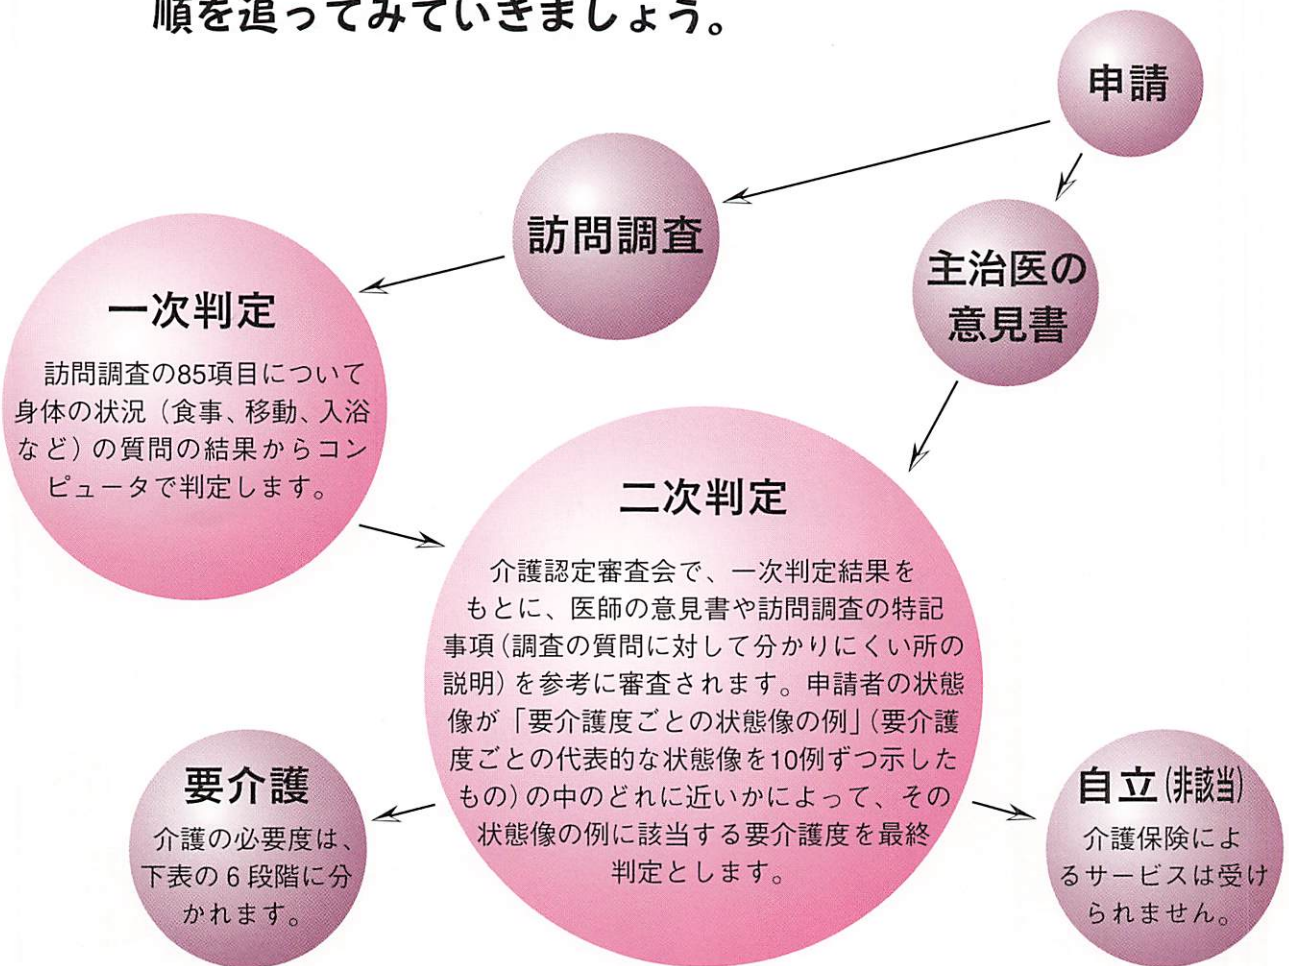 順を追ってみていきましょう。
申請
訪問調査
主治医の
意見書
一次判定
訪問調査の85項目について
身体の状況（食事、移動、入浴
など）の質問の結果からコン
ピュータで判定します。
二次判定
介護認定審査会で、一次判定結果を
もとに、医師の意見書や訪問調査の特記
事項（調査の質問に対して分かりにくい所の
説明）を参考に審査されます。申請者の状態
像が「要介護度ごとの状態像の例」（要介護
度ごとの代表的な状態像を10例ずつ示した
もの）の中のどれに近いかによって、その
状態像の例に該当する要介護度を最終
判定とします。
要介護
介護の必要度は、
下表の６段階に分
かれます。
自立（非該当）
介護保険によ
るサービスは受け
られません。